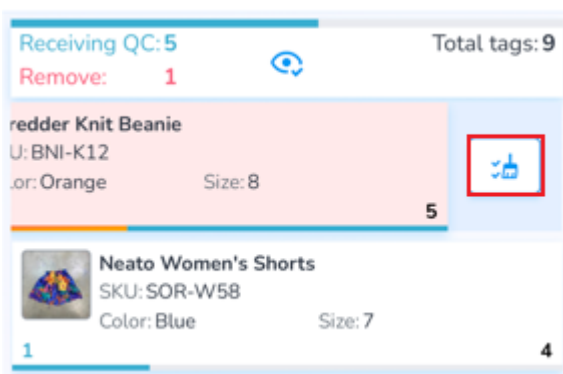 Receiving QC: 5
Total tags: 9
Remove: 1
redder Knit Beanie
U: BNI-K12
or: Orange Size: 8
5
Neato Women's Shorts
SKU: SOR-W58
Color: Blue Size: 7
1 4